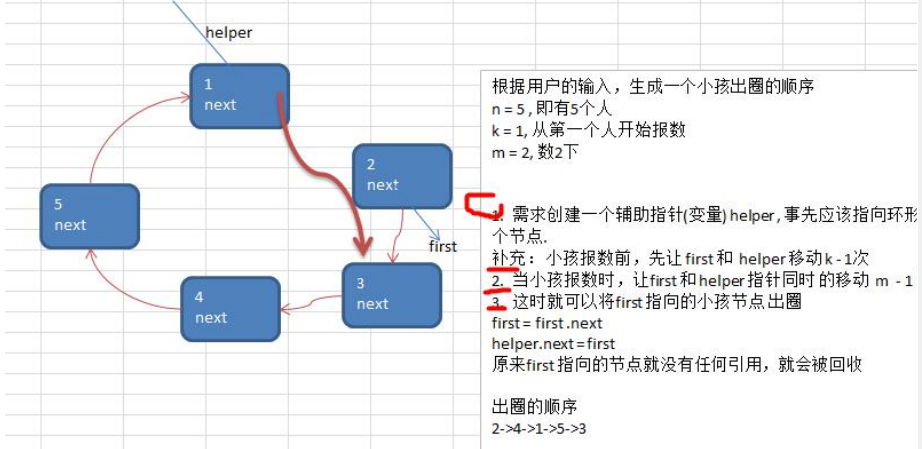 helper
1
next
2
next
first
3
next
4
next
5
next
根据用户的输入，生成一个小孩出圈的顺序
n = 5 , 即有5个人
k = 1, 从第一个人开始报数
m = 2, 数2下
1. 需求创建一个辅助指针(变量) helper , 事先应该指向环形
个节点.
补充： 小孩报数前，先让 first 和 helper 移动 k - 1次
2. 当小孩报数时，让first 和 helper 指针同时 的移动 m - 1
3. 这时就可以将first 指向的小孩节点 出圈
first = first .next
helper.next = first
原来first 指向的节点就没有任何引用，就会被回收
出圈的顺序
2->4->1->5->3